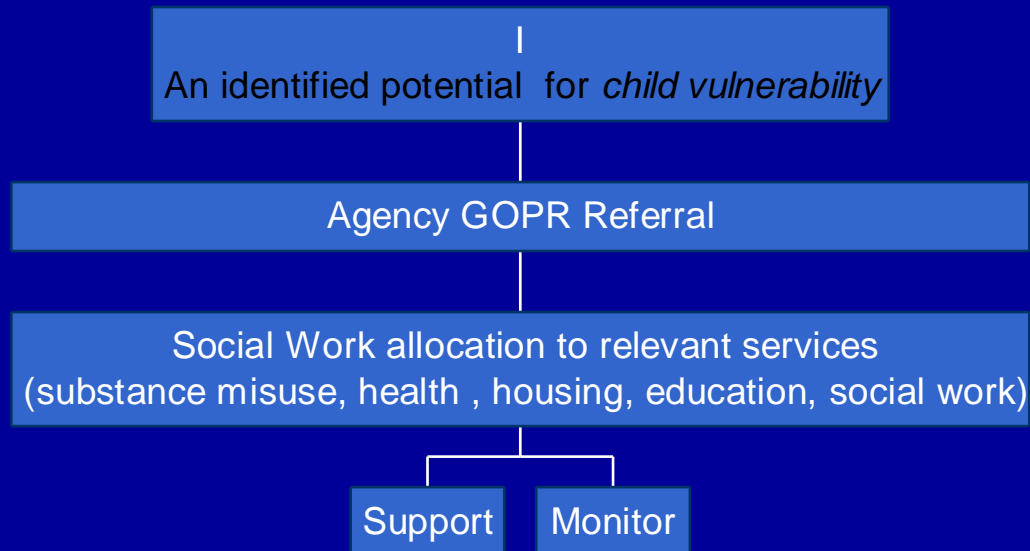 I
An identified potential  for child vulnerability
Agency GOPR Referral
Social Work allocation to relevant services
(substance misuse, health , housing, education, social work)
Support
Monitor